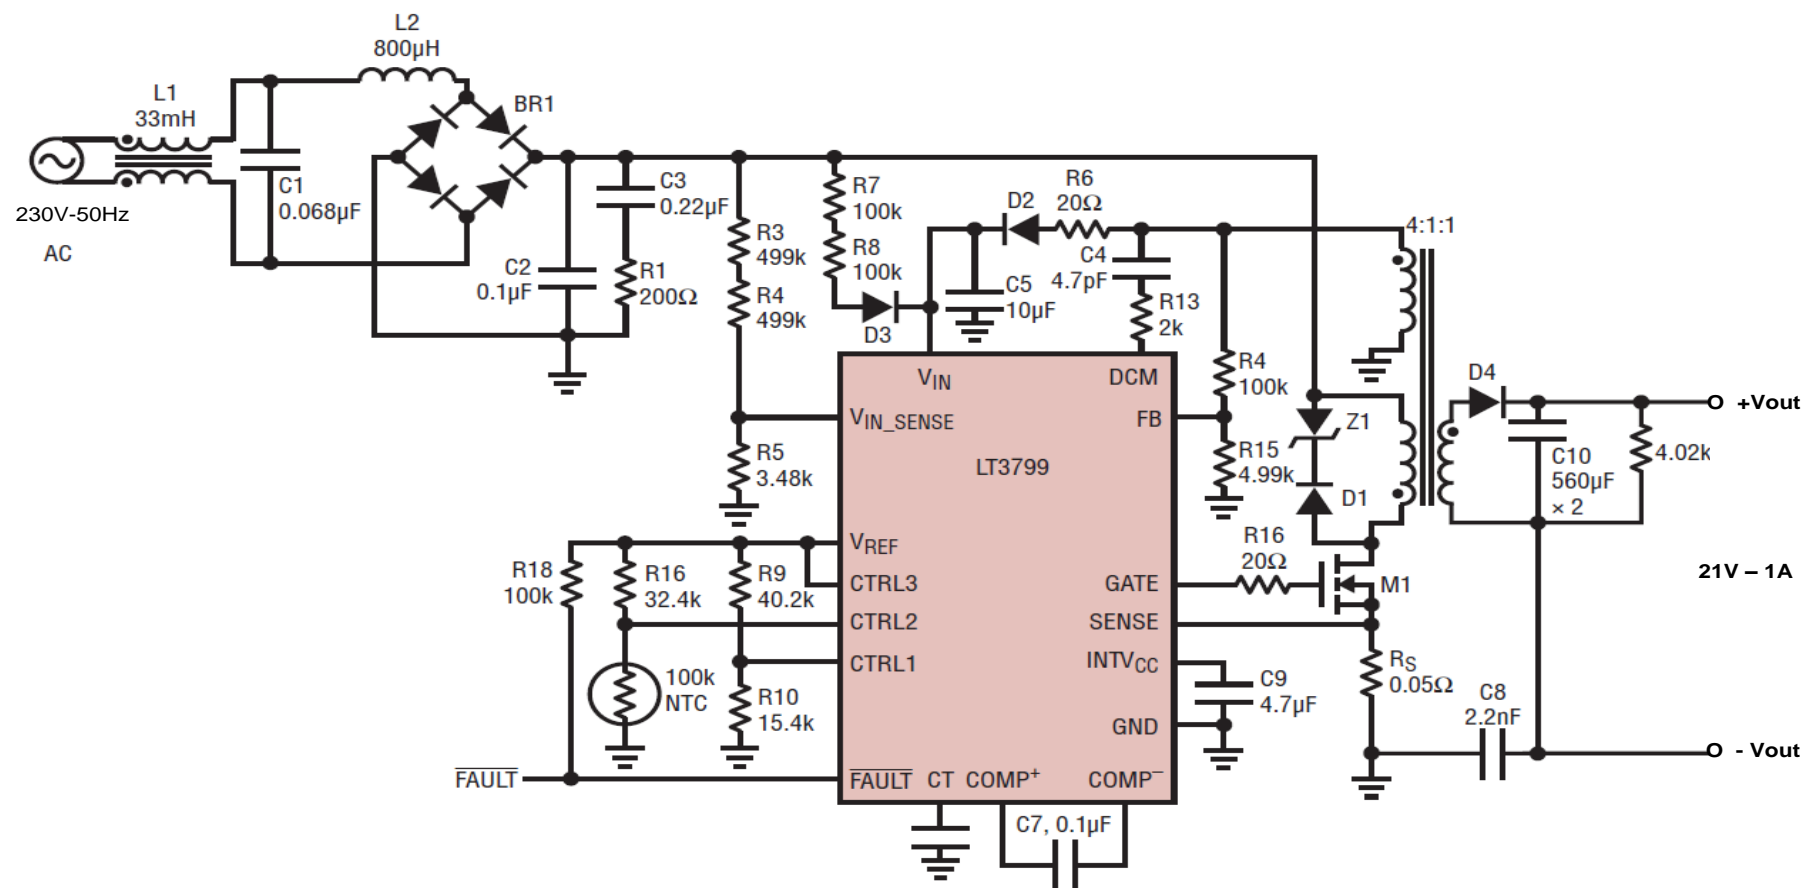 L2
800µH
L1
33mH
BR1
C1
0.068µF
230V-50Hz
AC
C3
0.22µF
C2
0.1µF
R1
200Ω
R3
499k
R4
499k
R7
100k
R8
100k
D3
D2
R6
20Ω
C5
10µF
C4
4.7pF
R13
2k
4:1:1
R4
100k
R15
4.99k
Z1
D1
D4
+Vout
C10
560µF
× 2
4.02k
R5
3.48k
VIN
DCM
VIN_SENSE
FB
LT3799
VREF
CTRL3
CTRL2
CTRL1
GATE
SENSE
INTVCC
GND
FAULT
CT
COMP+
COMP−
R18
100k
R16
32.4k
R9
40.2k
100k
NTC
R10
15.4k
FAULT
R16
20Ω
M1
21V – 1A
RS
0.05Ω
C9
4.7µF
C8
2.2nF
- Vout
C7, 0.1µF